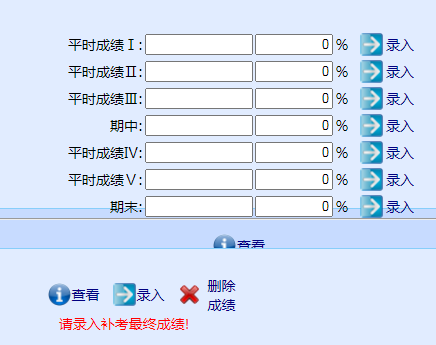 平时成绩Ⅰ: 0 % 录入
平时成绩Ⅱ: 0 % 录入
平时成绩Ⅲ: 0 % 录入
期中: 0 % 录入
平时成绩Ⅳ: 0 % 录入
平时成绩Ⅴ: 0 % 录入
期末: 0 % 录入
查看
查看 录入 删除
成绩
请录入补考最终成绩!